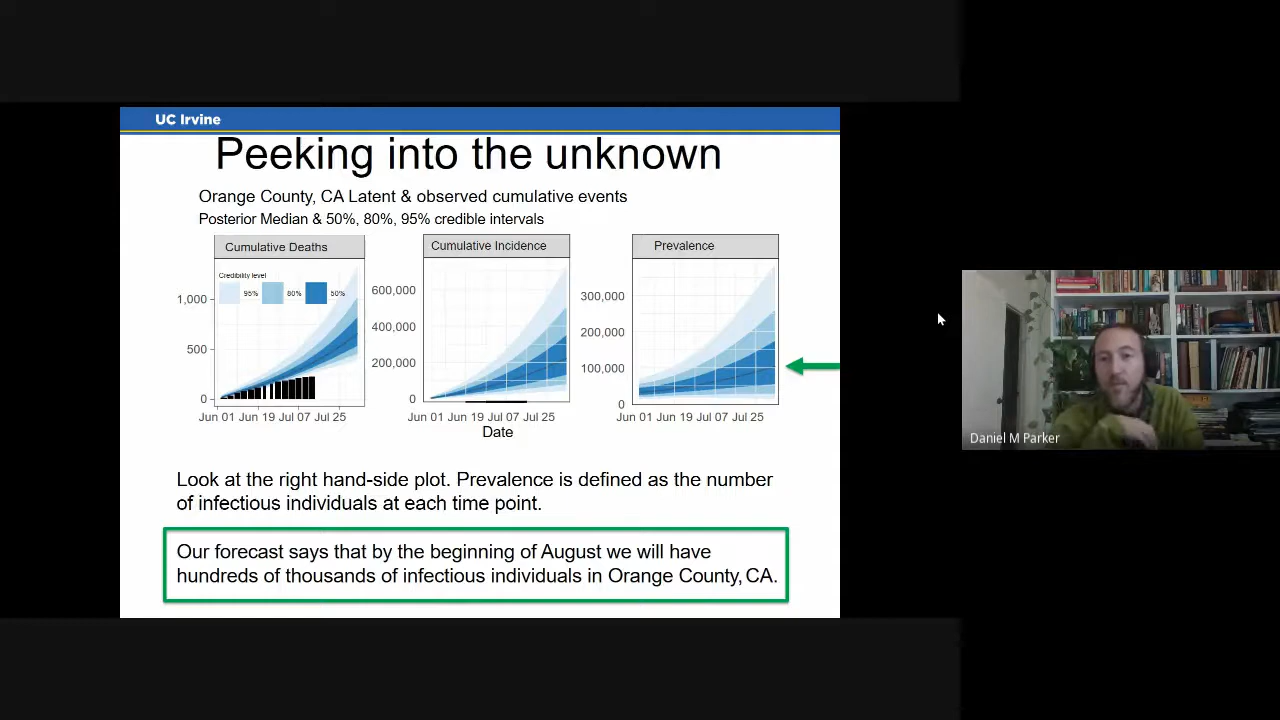 UC Irvine
Peeking into the unknown
Orange County, CA Latent & observed cumulative events
Posterior Median & 50%, 80%, 95% credible intervals
Cumulative Deaths
Cumulative Incidence
Prevalence
Credibility level
95% 80% 50%
1,000
500
0
600,000
400,000
200,000
0
300,000
200,000
100,000
0
Jun 01 Jun 19 Jul 07 Jul 25
Jun 01 Jun 19 Jul 07 Jul 25
Jun 01 Jun 19 Jul 07 Jul 25
Date
Look at the right hand-side plot. Prevalence is defined as the number
of infectious individuals at each time point.
Our forecast says that by the beginning of August we will have
hundreds of thousands of infectious individuals in Orange County, CA.
Daniel M Parker